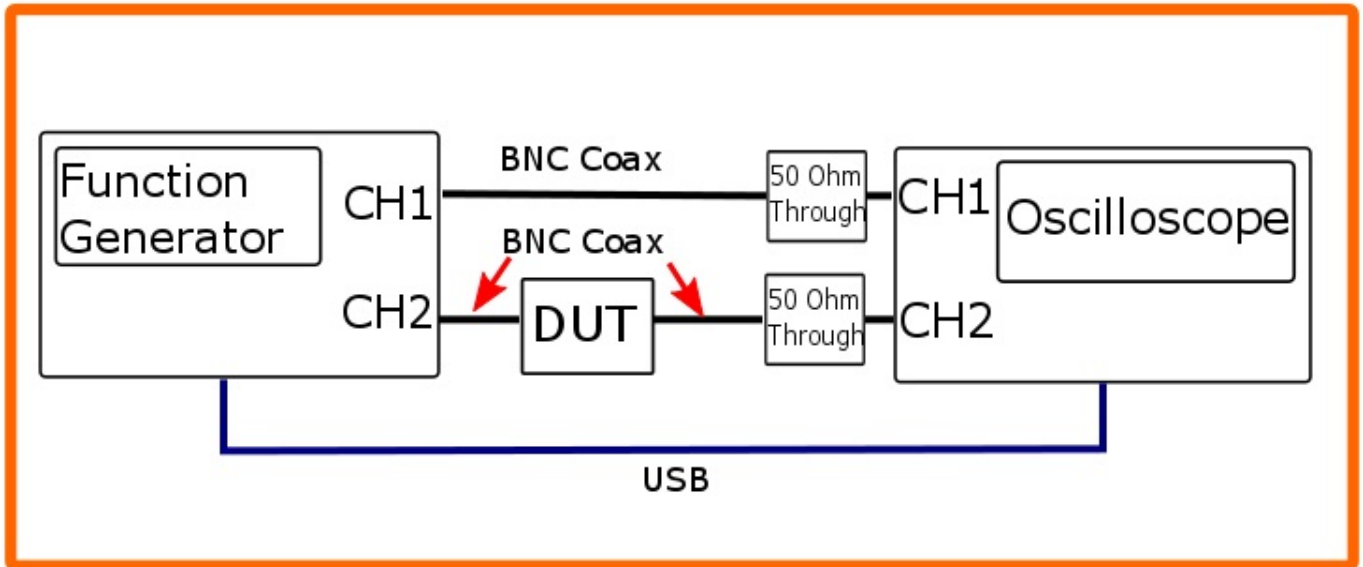 Function
Generator
CH1
CH2
BNC Coax
BNC Coax
DUT
50 Ohm
Through
50 Ohm
Through
CH1
CH2
Oscilloscope
USB